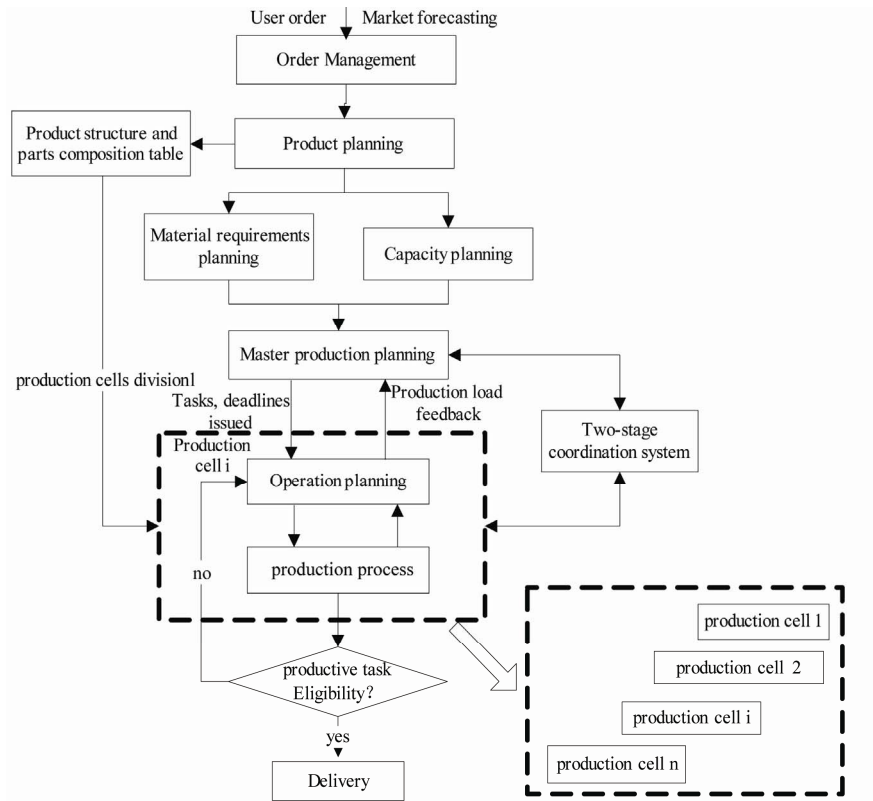 User order
Market forecasting
Order Management
Product structure and
parts composition table
Product planning
Material requirements
planning
Capacity planning
Master production planning
production cells divisionl
Tasks, deadlines
issued
Production load
feedback
Two-stage
coordination system
Production
cell i
Operation planning
production process
no
productive task
Eligibility?
yes
Delivery
production cell 1
production cell 2
production cell i
production cell n